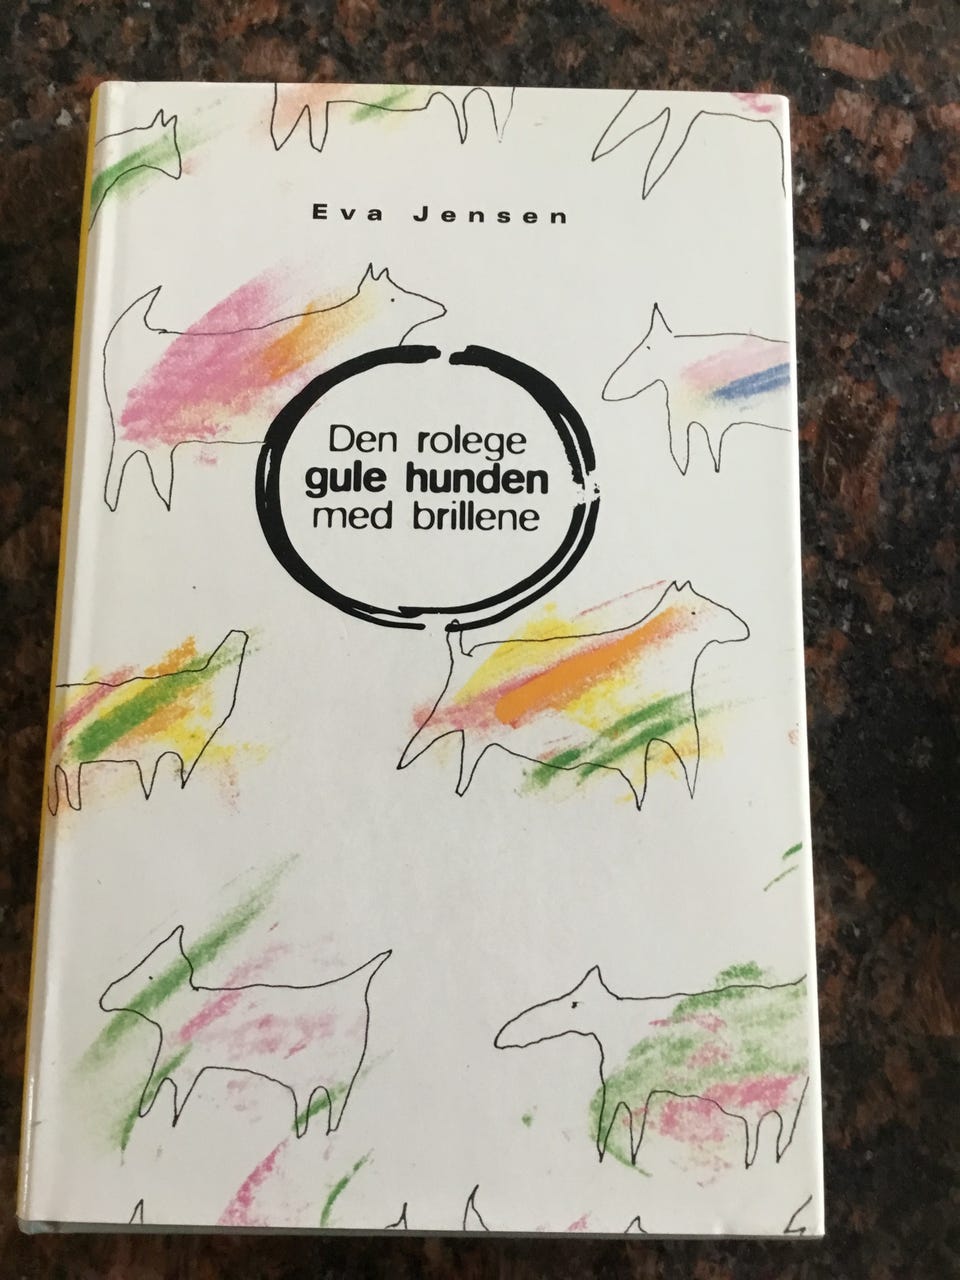 Eva Jensen
Den rolege
gule hunden
med brillene